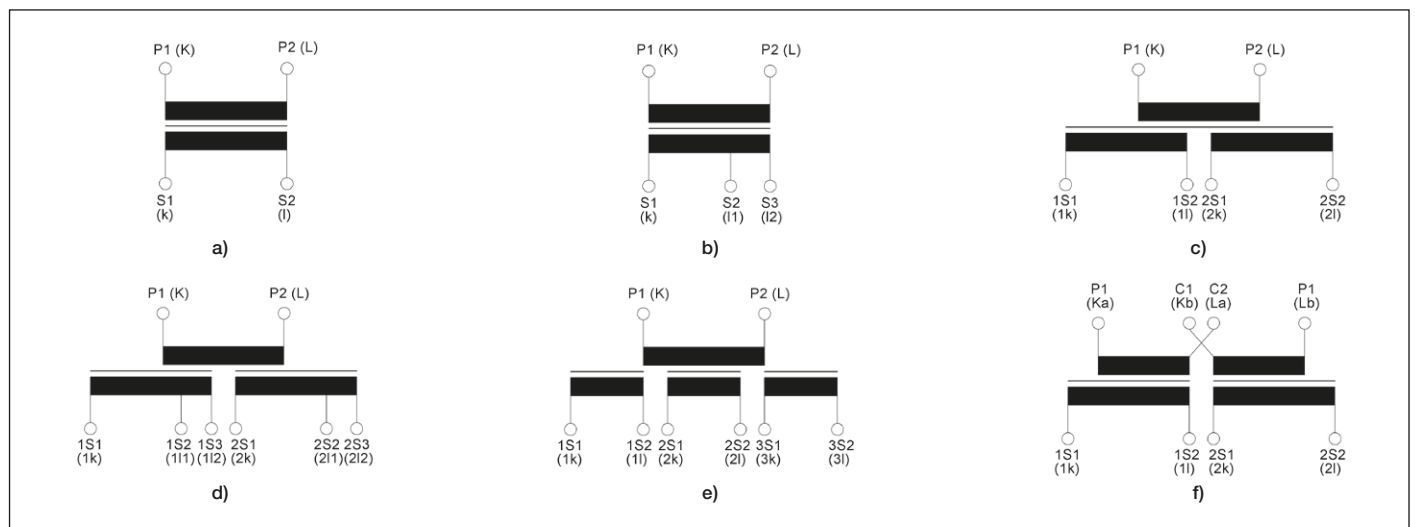 P1 (K) P2 (L)
S1 S2
(k) (l)
a)
P1 (K) P2 (L)
S1 S2 S3
(k) (l1) (l2)
b)
P1 (K) P2 (L)
1S1 1S2 2S1 2S2
(1k) (1l) (2k) (2l)
c)
P1 (K) P2 (L)
1S1 1S2 1S3 2S1 2S2 2S3
(1k) (1l1) (1l2) (2k) (2l1) (2l2)
d)
P1 (K) P2 (L)
1S1 1S2 2S1 2S2 3S1 3S2
(1k) (1l) (2k) (2l) (3k) (3l)
e)
P1 C1 C2 P1
(Ka) (Kb) (La) (Lb)
1S1 1S2 2S1 2S2
(1k) (1l) (2k) (2l)
f)